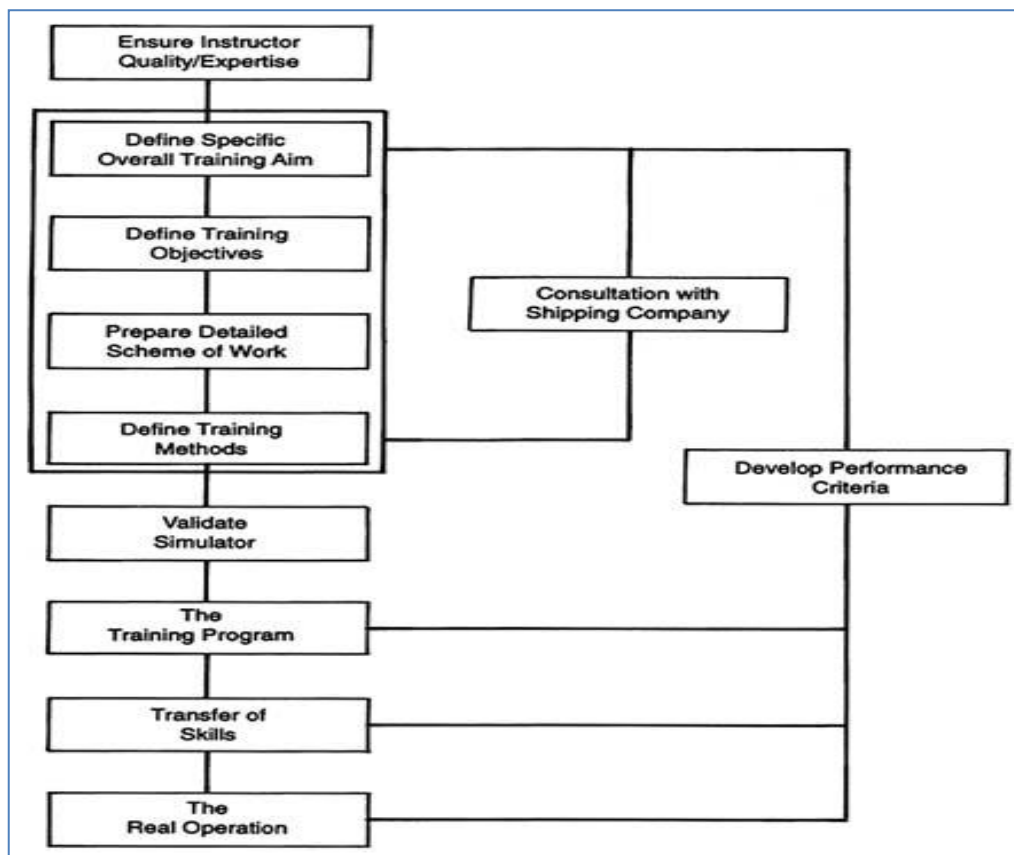 Ensure Instructor
Quality/Expertise
Define Specific
Overall Training Aim
Define Training
Objectives
Consultation with
Shipping Company
Prepare Detailed
Scheme of Work
Define Training
Methods
Develop Performance
Criteria
Validate
Simulator
The
Training Program
Transfer of
Skills
The
Real Operation